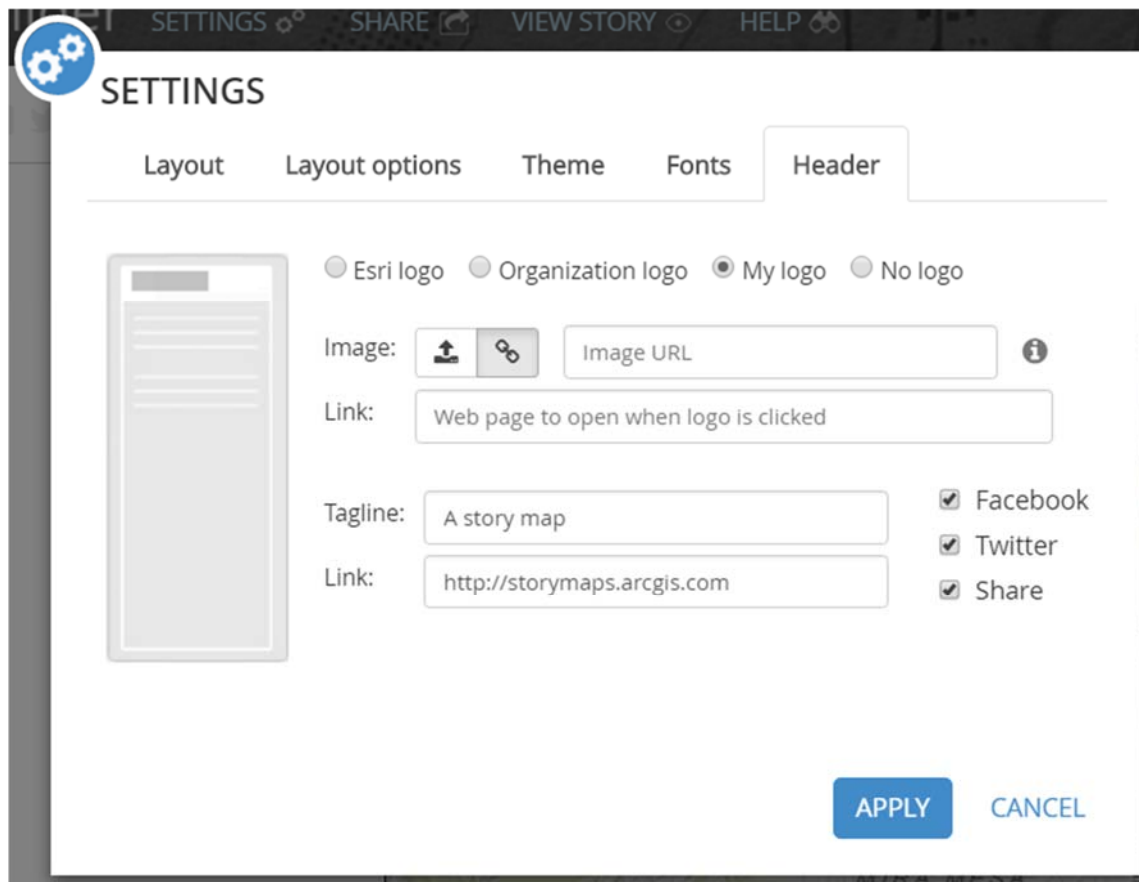 SETTINGS SHARE VIEW STORY HELP
SETTINGS
Layout Layout options Theme Fonts Header
Esri logo Organization logo My logo No logo
Image: Image URL
Link: Web page to open when logo is clicked
Tagline: A story map
Link: http://storymaps.arcgis.com
Facebook
Twitter
Share
APPLY CANCEL